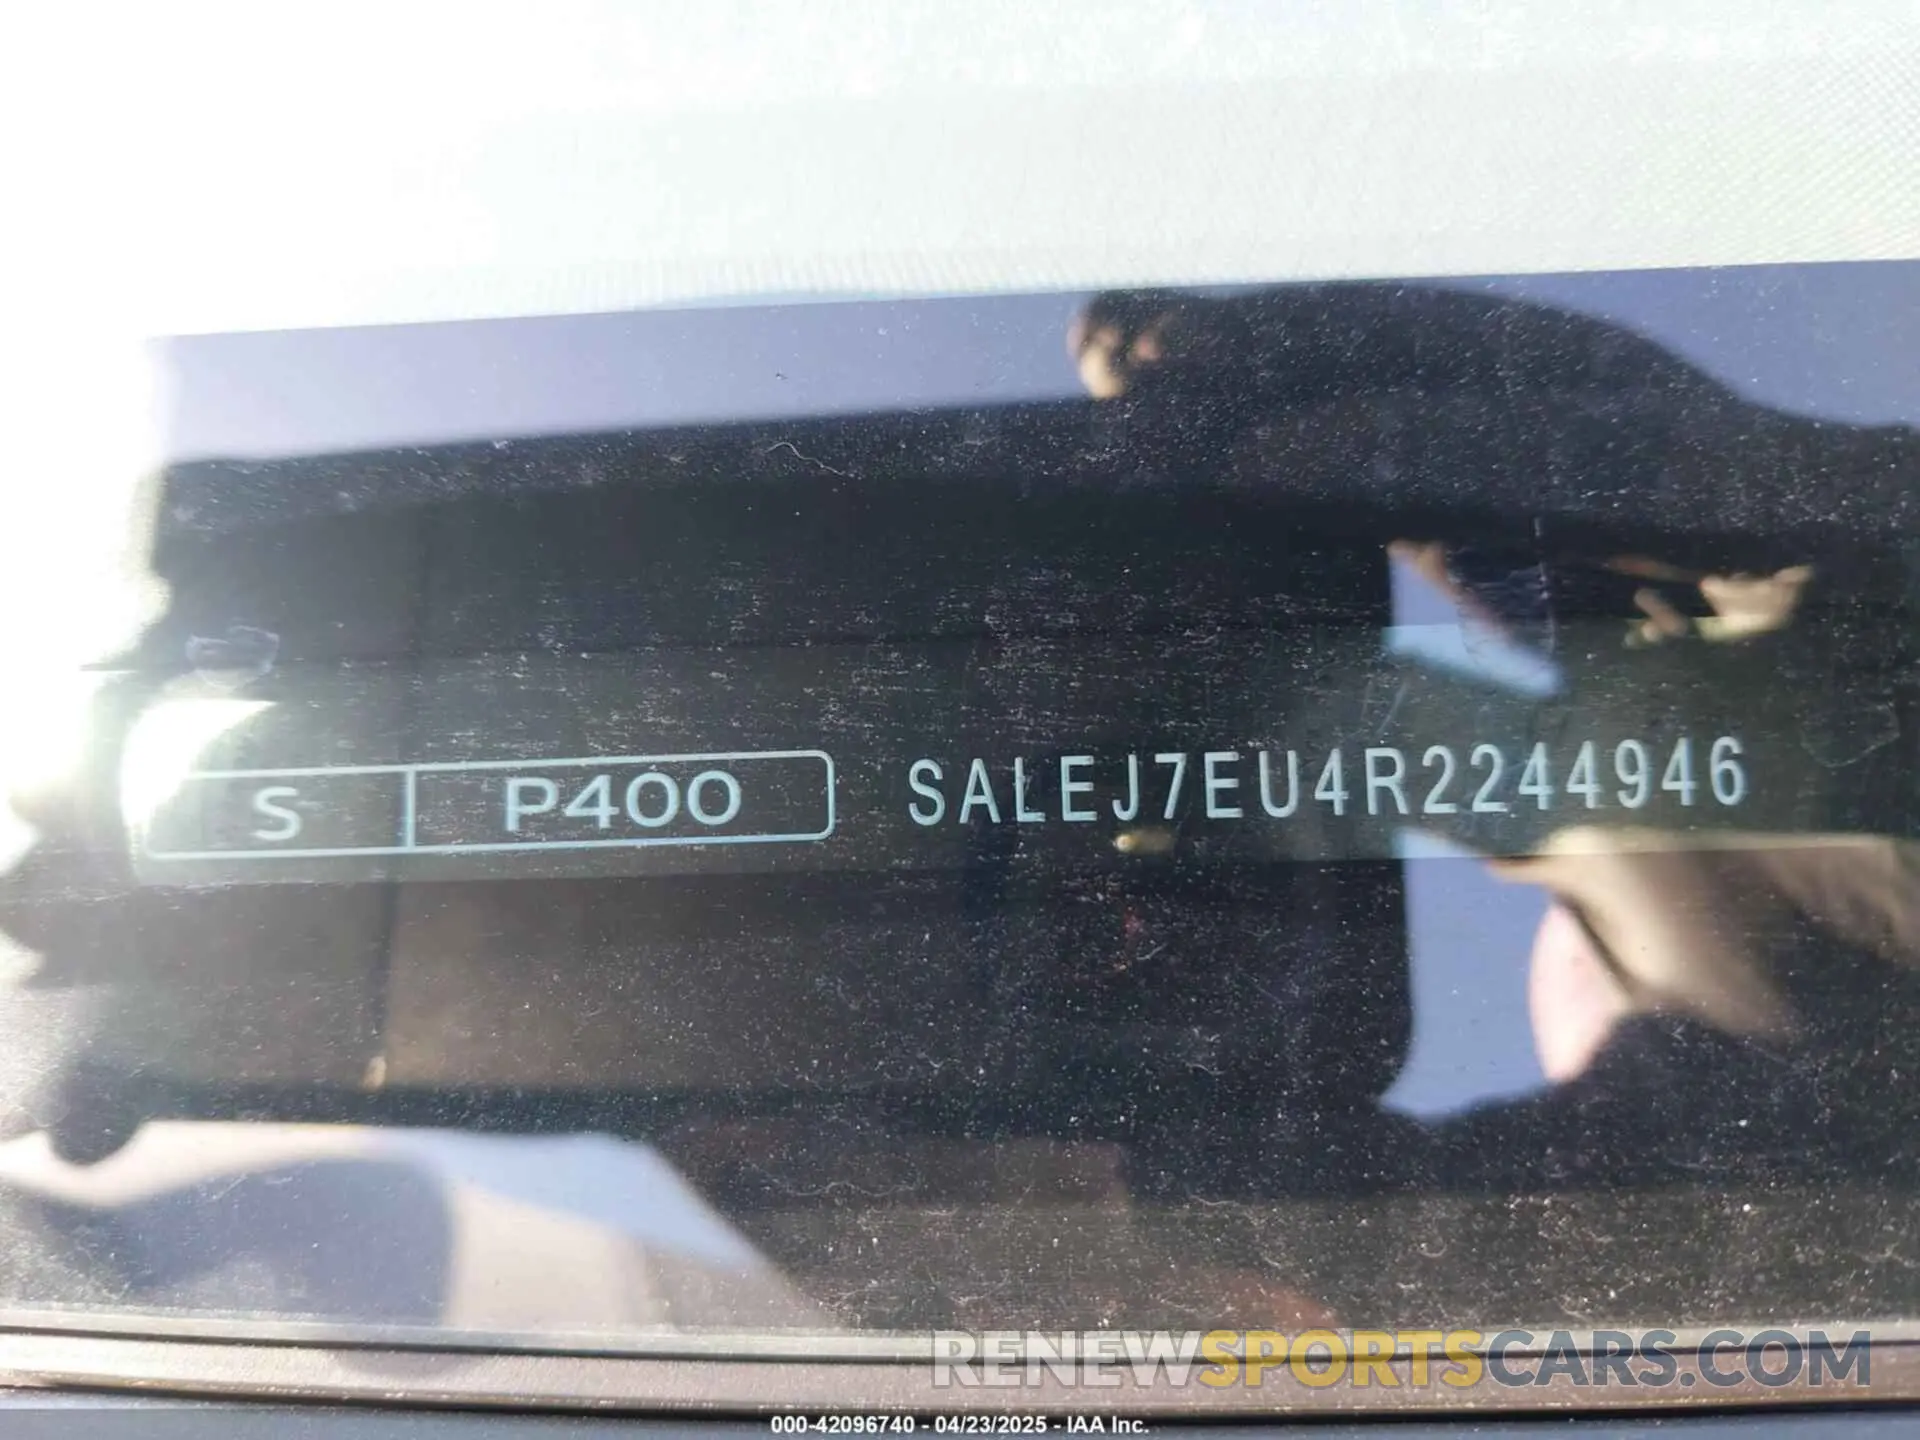 S P400 SALEJ7EU4R2244946
RENEWSPORTSCARS.COM
000-42096740 - 04/23/2025 - IAA Inc.